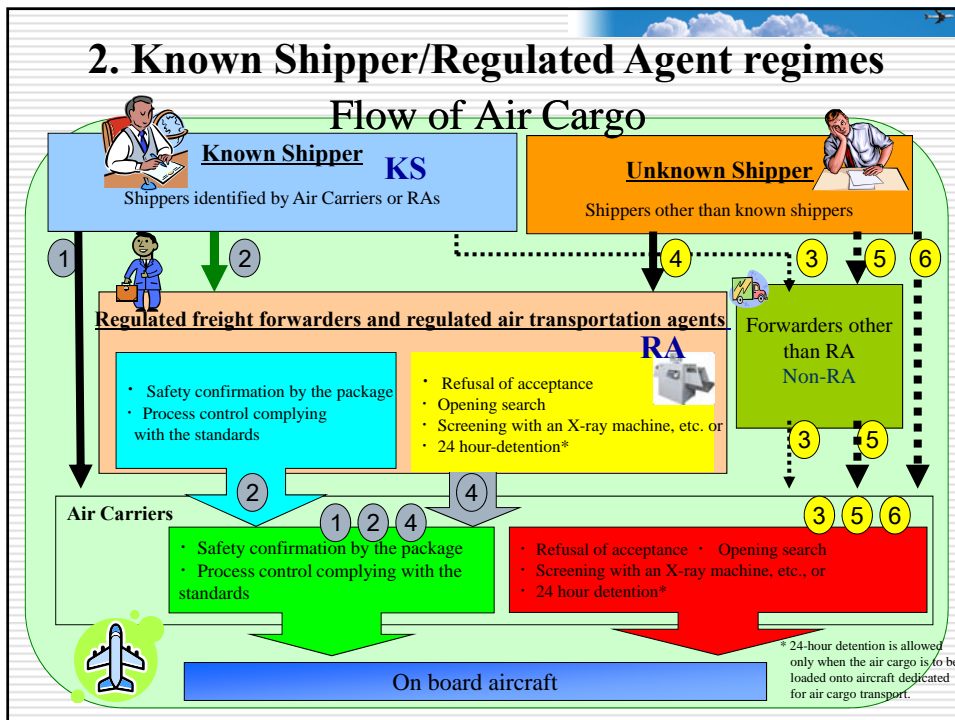 2. Known Shipper/Regulated Agent regimes
Flow of Air Cargo
Known Shipper
KS
Shippers identified by Air Carriers or RAs
Unknown Shipper
Shippers other than known shippers
1
2
4
3
5
6
Regulated freight forwarders and regulated air transportation agents
RA
・ Safety confirmation by the package
・ Process control complying
with the standards
・ Refusal of acceptance
・ Opening search
・ Screening with an X-ray machine, etc. or
・ 24 hour-detention*
Forwarders other
than RA
Non-RA
3
5
2
4
Air Carriers
1 2 4
3 5 6
・ Safety confirmation by the package
・ Process control complying with the
standards
・ Refusal of acceptance ・ Opening search
・ Screening with an X-ray machine, etc., or
・ 24 hour detention*
On board aircraft
* 24-hour detention is allowed
only when the air cargo is to be
loaded onto aircraft dedicated
for air cargo transport.